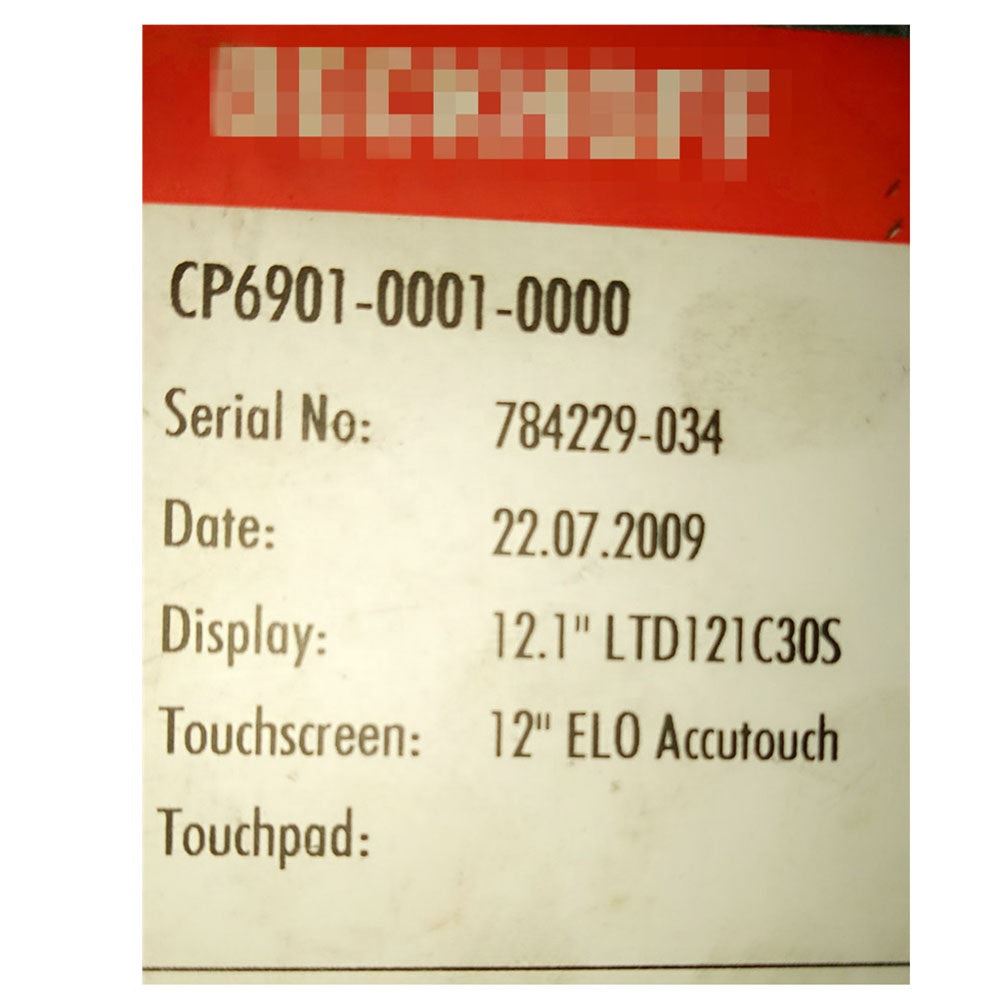 CP6901-0001-0000
Serial No: 784229-034
Date: 22.07.2009
Display: 12.1" LTD121C30S
Touchscreen: 12" ELO Accutouch
Touchpad: